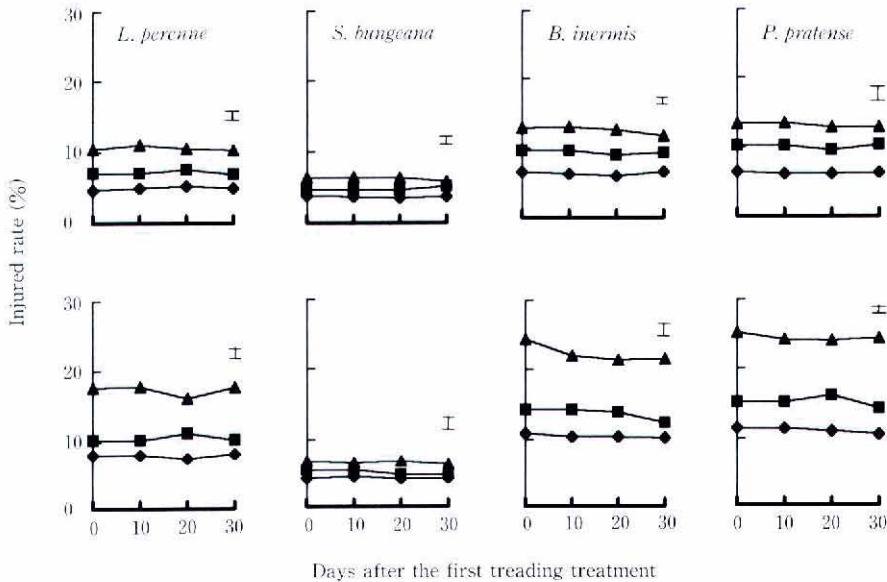 L. perenne S. bungeana B. inermis P. pratense
30
20
10
0
Injured rate (%)
30
20
10
0
0 10 20 30 0 10 20 30 0 10 20 30 0 10 20 30
Days after the first treading treatment